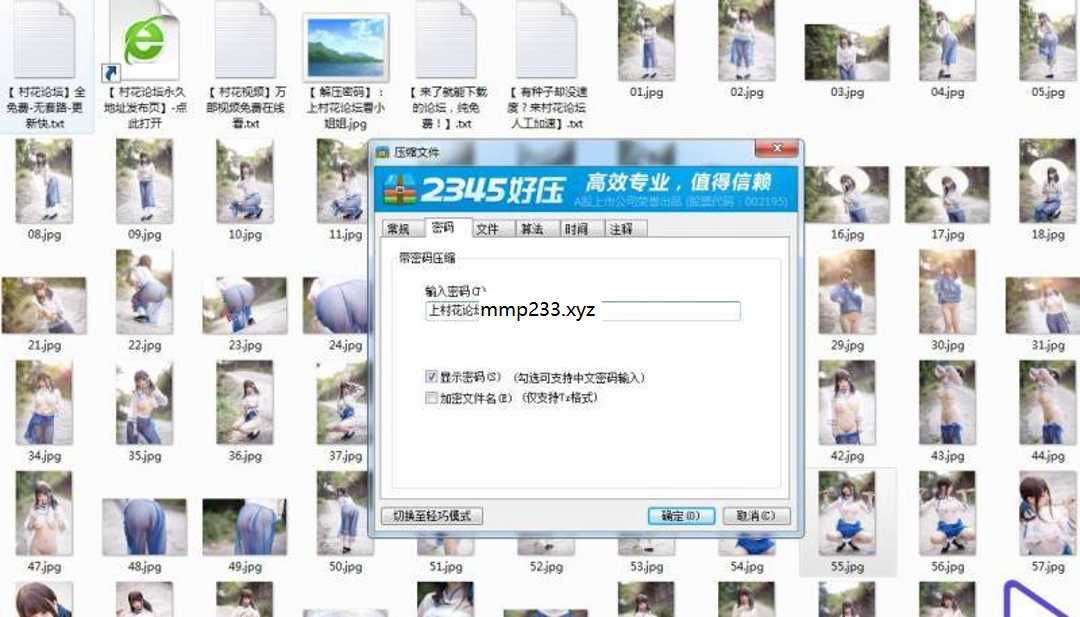 【 村花论坛】全免费-无套路-更新快.txt
【 村花论坛永久地址发布页】-点此打开
【 村花视频】万部视频免费在线看.txt
【 解压密码】:上村花论坛看小姐姐.jpg
【 来了就能下载的论坛,纯免费!】.txt
【 有种子却没速度?来村花论坛人工加速】.txt
01.jpg
02.jpg
03.jpg
04.jpg
05.jpg
压缩文件
2345好压
高效专业,值得信赖
A股上市公司荣誉出品 (股票代码:002195)
常规
密码
文件
算法
时间
注释
带密码压缩
输入密码
上村花论
mmp233.xyz
显示密码(S) (勾选可支持中文密码输入)
加密文件名(E) (仅支持7z格式)
切换至轻巧模式
确定(O)
取消(C)
08.jpg
09.jpg
10.jpg
11.jpg
16.jpg
17.jpg
18.jpg
21.jpg
22.jpg
23.jpg
24.jpg
29.jpg
30.jpg
31.jpg
34.jpg
35.jpg
36.jpg
37.jpg
42.jpg
43.jpg
44.jpg
47.jpg
48.jpg
49.jpg
50.jpg
51.jpg
52.jpg
53.jpg
54.jpg
55.jpg
56.jpg
57.jpg